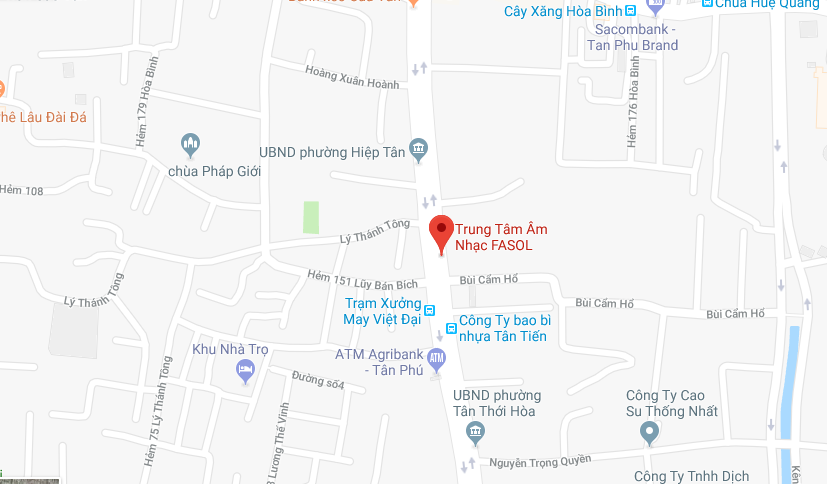 Cây Xăng Hòa Bình
Chùa Huệ Quang
Sacombank -
Tan Phu Brand
Hoàng Xuân Hoành
Hẻm 179 Hòa Bình
Hẻm 176 Hòa Bình
Lâu Đài Đá
UBND phường Hiệp Tân
chùa Pháp Giới
Hẻm 108
Trung Tâm Âm
Nhạc FASOL
Lý Thánh Tông
Hẻm 151 Lũy Bán Bích
Bùi Cẩm Hổ
Lý Thánh Tông
Bùi Cẩm Hổ
Bùi Cẩm Hổ
Trạm Xưởng
May Việt Đại
Công Ty bao bì
nhựa Tân Tiến
Khu Nhà Trọ
ATM Agribank
- Tân Phú
ATM
Đường số4
UBND phường
Tân Thới Hòa
Công Ty Cao
Su Thống Nhất
Hẻm 75 Lý Thánh Tông
Lương Thế Vinh
Nguyễn Trọng Quyền
Công Ty Tnhh Dịch